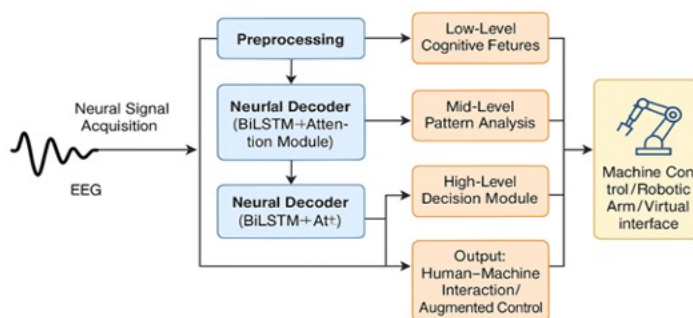 Neural Signal
Acquisition
EEG
Preprocessing
Neurfal Decoder
(BiLSTM+Atten-
tion Module)
Neural Decoder
(BiLSTM+Att)
Low-Level
Cognitive Fetures
Mid-Level
Pattern Analysis
High-Level
Decision Module
Output:
Human–Machine
Interaction/
Augmented Control
Machine Con
trol/Robotic
Arm/Virtual
interface